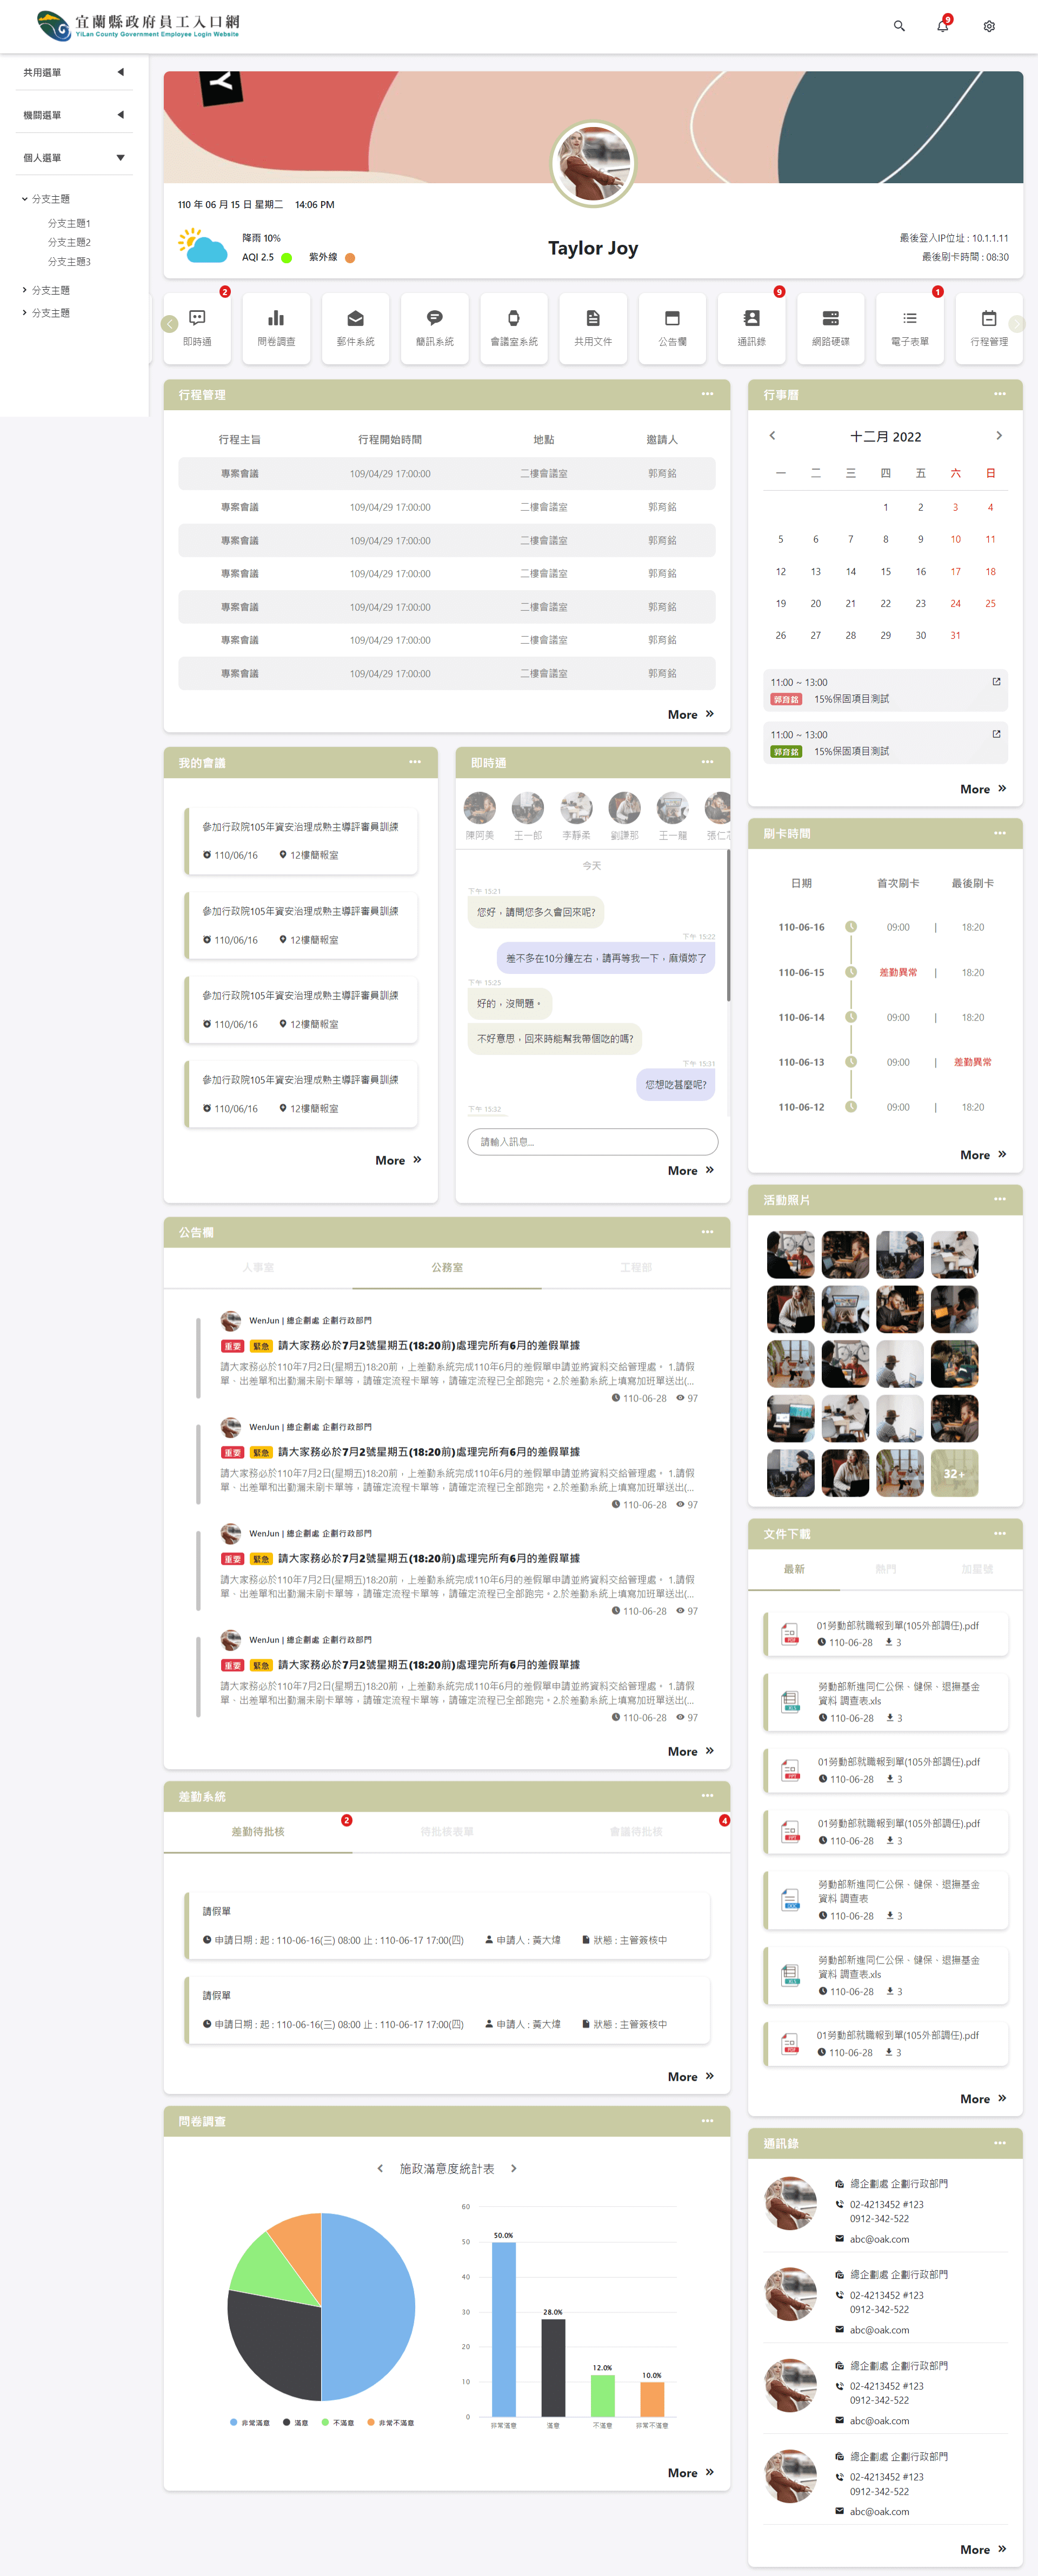 宜蘭縣政府員工入口網
YiLan County Government Employee Login Website
9
共用選單
機關選單
個人選單
分支主題
分支主題1
分支主題2
分支主題3
分支主題
分支主題
Y
110 年 06 月 15 日 星期二 14:06 PM
降雨 10%
AQI 2.5 紫外線
Taylor Joy
最後登入IP位址 : 10.1.1.11
最後刷卡時間 : 08:30
2 9 1
即時通 問卷調查 郵件系統 簡訊系統 會議室系統 共用文件 公告欄 通訊錄 網路硬碟 電子表單 行程管理
行程管理
行程主旨 行程開始時間 地點 邀請人
專案會議 109/04/29 17:00:00 二樓會議室 郭育銘
專案會議 109/04/29 17:00:00 二樓會議室 郭育銘
專案會議 109/04/29 17:00:00 二樓會議室 郭育銘
專案會議 109/04/29 17:00:00 二樓會議室 郭育銘
專案會議 109/04/29 17:00:00 二樓會議室 郭育銘
專案會議 109/04/29 17:00:00 二樓會議室 郭育銘
專案會議 109/04/29 17:00:00 二樓會議室 郭育銘
More
行事曆
十二月 2022
一 二 三 四 五 六 日
1 2 3 4
5 6 7 8 9 10 11
12 13 14 15 16 17 18
19 20 21 22 23 24 25
26 27 28 29 30 31
11:00 ~ 13:00
郭育銘 15%保固項目測試
11:00 ~ 13:00
郭育銘 15%保固項目測試
More
我的會議
參加行政院105年資安治理成熟主導評審員訓練
110/06/16 12樓簡報室
參加行政院105年資安治理成熟主導評審員訓練
110/06/16 12樓簡報室
參加行政院105年資安治理成熟主導評審員訓練
110/06/16 12樓簡報室
參加行政院105年資安治理成熟主導評審員訓練
110/06/16 12樓簡報室
More
即時通
陳阿美 王一郎 李靜柔 劉謙那 王一龍 張仁
今天
下午 15:21
您好，請問您多久會回來呢?
下午 15:22
差不多在10分鐘左右，請再等我一下，麻煩妳了
下午 15:25
好的，沒問題。
不好意思，回來時能幫我帶個吃的嗎?
下午 15:31
您想吃甚麼呢?
下午 15:32
請輸入訊息...
More
刷卡時間
日期 首次刷卡 最後刷卡
110-06-16 09:00 | 18:20
110-06-15 差勤異常 | 18:20
110-06-14 09:00 | 18:20
110-06-13 09:00 | 差勤異常
110-06-12 09:00 | 18:20
More
活動照片
32+
公告欄
人事室 公務室 工程部
WenJun | 總企劃處 企劃行政部門
重要 緊急 請大家務必於7月2號星期五(18:20前)處理完所有6月的差假單據
請大家務必於110年7月2日(星期五)18:20前，上差勤系統完成110年6月的差假單申請並將資料交給管理處。 1.請假
單、出差單和出勤漏未刷卡單等，請確定流程卡單等，請確定流程已全部跑完。2.於差勤系統上填寫加班單送出(...
110-06-28 97
WenJun | 總企劃處 企劃行政部門
重要 緊急 請大家務必於7月2號星期五(18:20前)處理完所有6月的差假單據
請大家務必於110年7月2日(星期五)18:20前，上差勤系統完成110年6月的差假單申請並將資料交給管理處。 1.請假
單、出差單和出勤漏未刷卡單等，請確定流程卡單等，請確定流程已全部跑完。2.於差勤系統上填寫加班單送出(...
110-06-28 97
WenJun | 總企劃處 企劃行政部門
重要 緊急 請大家務必於7月2號星期五(18:20前)處理完所有6月的差假單據
請大家務必於110年7月2日(星期五)18:20前，上差勤系統完成110年6月的差假單申請並將資料交給管理處。 1.請假
單、出差單和出勤漏未刷卡單等，請確定流程卡單等，請確定流程已全部跑完。2.於差勤系統上填寫加班單送出(...
110-06-28 97
WenJun | 總企劃處 企劃行政部門
重要 緊急 請大家務必於7月2號星期五(18:20前)處理完所有6月的差假單據
請大家務必於110年7月2日(星期五)18:20前，上差勤系統完成110年6月的差假單申請並將資料交給管理處。 1.請假
單、出差單和出勤漏未刷卡單等，請確定流程卡單等，請確定流程已全部跑完。2.於差勤系統上填寫加班單送出(...
110-06-28 97
More
文件下載
最新 熱門 加星號
PDF 01勞動部就職報到單(105外部調任).pdf
110-06-28 3
XLS 勞動部新進同仁公保、健保、退撫基金
資料 調查表.xls
110-06-28 3
PPT 01勞動部就職報到單(105外部調任).pdf
110-06-28 3
PPT 01勞動部就職報到單(105外部調任).pdf
110-06-28 3
DOC 勞動部新進同仁公保、健保、退撫基金
資料 調查表
110-06-28 3
XLS 勞動部新進同仁公保、健保、退撫基金
資料 調查表.xls
110-06-28 3
PDF 01勞動部就職報到單(105外部調任).pdf
110-06-28 3
More
差勤系統
差勤待批核 2 待批核表單 會議待批核 4
請假單
申請日期 : 起 : 110-06-16(三) 08:00 止 : 110-06-17 17:00(四) 申請人 : 黃大煒 狀態 : 主管簽核中
請假單
申請日期 : 起 : 110-06-16(三) 08:00 止 : 110-06-17 17:00(四) 申請人 : 黃大煒 狀態 : 主管簽核中
More
問卷調查
施政滿意度統計表
60
50
40
30
20
10
0
50.0%
28.0%
12.0%
10.0%
非常滿意 滿意 不滿意 非常不滿意
非常滿意 滿意 不滿意 非常不滿意
More
通訊錄
總企劃處 企劃行政部門
02-4213452 #123
0912-342-522
abc@oak.com
總企劃處 企劃行政部門
02-4213452 #123
0912-342-522
abc@oak.com
總企劃處 企劃行政部門
02-4213452 #123
0912-342-522
abc@oak.com
總企劃處 企劃行政部門
02-4213452 #123
0912-342-522
abc@oak.com
More